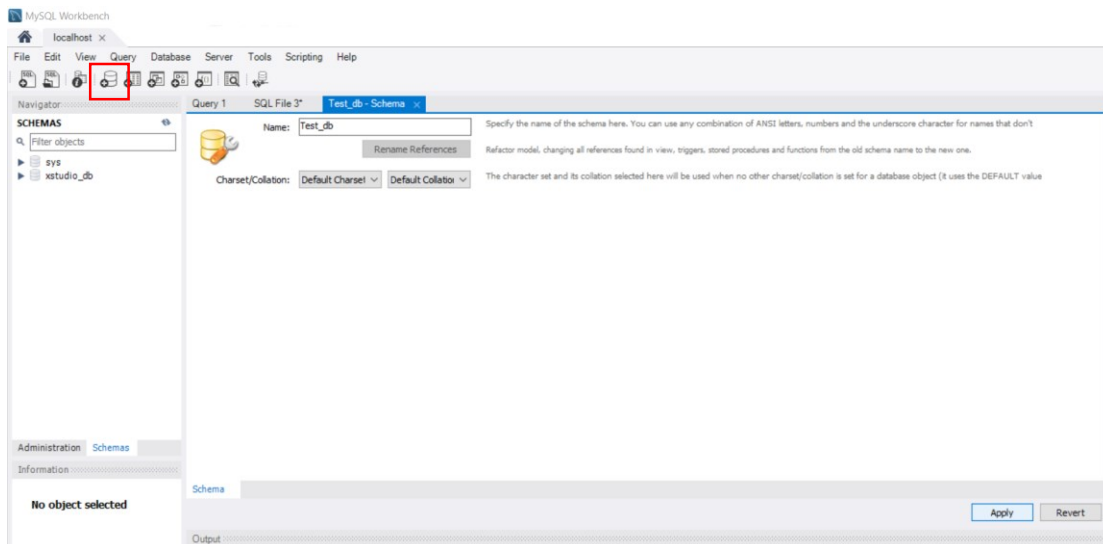 MySQL Workbench
localhost ×
File Edit View Query Database Server Tools Scripting Help
Navigator
Query 1 SQL File 3* Test_db - Schema ×
SCHEMAS
Filter objects
sys
xstudio_db
Name: Test_db
Specify the name of the schema here. You can use any combination of ANSI letters, numbers and the underscore character for names that don't
Rename References
Refactor model, changing all references found in view, triggers, stored procedures and functions from the old schema name to the new one.
Charset/Collation: Default Charset Default Collation
The character set and its collation selected here will be used when no other charset/collation is set for a database object (it uses the DEFAULT value
Administration Schemas
Information
No object selected
Schema
Apply Revert
Output